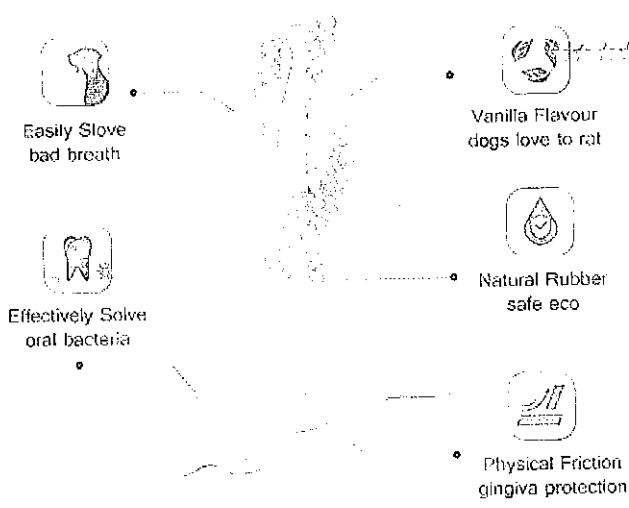 Easily Slove
bad breath
Vanilla Flavour
dogs love to rat
Effectively Solve
oral bacteria
Natural Rubber
safe eco
Physical Friction
gingiva protection